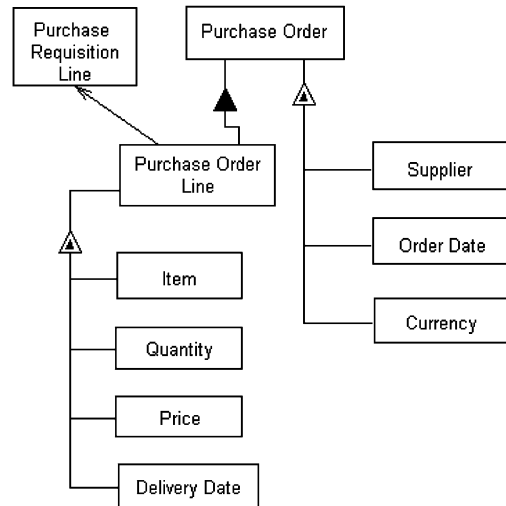 Purchase
Requisition
Line
Purchase Order
Purchase Order
Line
Supplier
Order Date
Item
Currency
Quantity
Price
Delivery Date